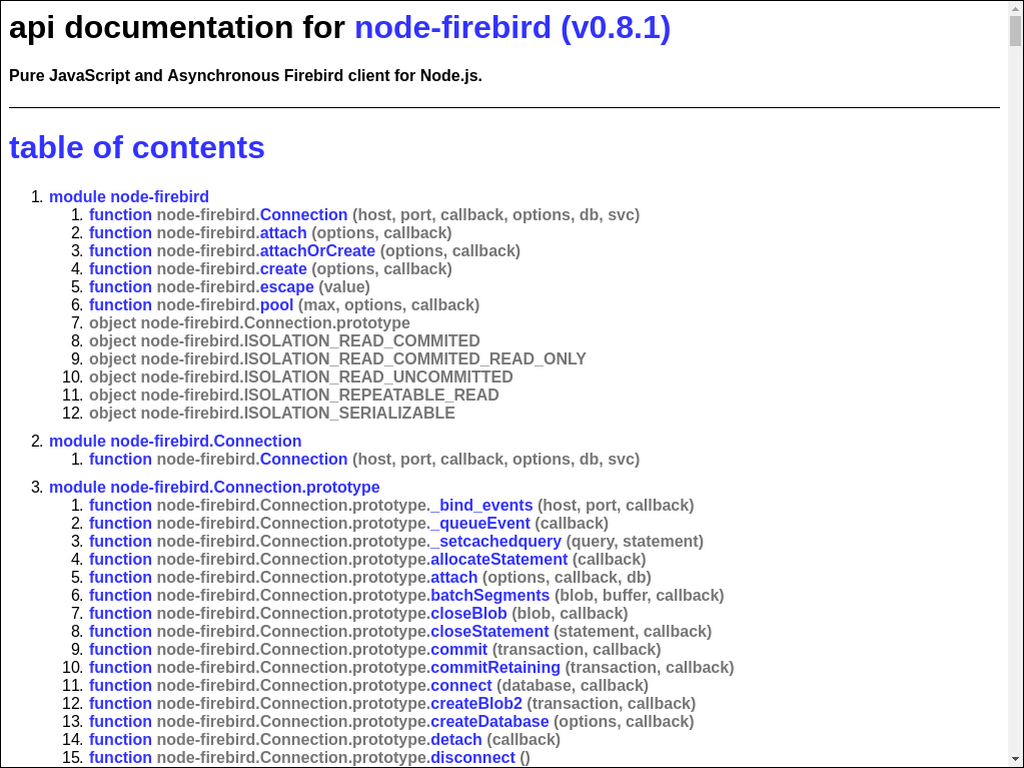 api documentation for node-firebird (v0.8.1)
Pure JavaScript and Asynchronous Firebird client for Node.js.
table of contents
1. module node-firebird
1. function node-firebird.Connection (host, port, callback, options, db, svc)
2. function node-firebird.attach (options, callback)
3. function node-firebird.attachOrCreate (options, callback)
4. function node-firebird.create (options, callback)
5. function node-firebird.escape (value)
6. function node-firebird.pool (max, options, callback)
7. object node-firebird.Connection.prototype
8. object node-firebird.ISOLATION_READ_COMMITED
9. object node-firebird.ISOLATION_READ_COMMITED_READ_ONLY
10. object node-firebird.ISOLATION_READ_UNCOMMITTED
11. object node-firebird.ISOLATION_REPEATABLE_READ
12. object node-firebird.ISOLATION_SERIALIZABLE
2. module node-firebird.Connection
1. function node-firebird.Connection (host, port, callback, options, db, svc)
3. module node-firebird.Connection.prototype
1. function node-firebird.Connection.prototype._bind_events (host, port, callback)
2. function node-firebird.Connection.prototype._queueEvent (callback)
3. function node-firebird.Connection.prototype._setcachedquery (query, statement)
4. function node-firebird.Connection.prototype.allocateStatement (callback)
5. function node-firebird.Connection.prototype.attach (options, callback, db)
6. function node-firebird.Connection.prototype.batchSegments (blob, buffer, callback)
7. function node-firebird.Connection.prototype.closeBlob (blob, callback)
8. function node-firebird.Connection.prototype.closeStatement (statement, callback)
9. function node-firebird.Connection.prototype.commit (transaction, callback)
10. function node-firebird.Connection.prototype.commitRetaining (transaction, callback)
11. function node-firebird.Connection.prototype.connect (database, callback)
12. function node-firebird.Connection.prototype.createBlob2 (transaction, callback)
13. function node-firebird.Connection.prototype.createDatabase (options, callback)
14. function node-firebird.Connection.prototype.detach (callback)
15. function node-firebird.Connection.prototype.disconnect ()